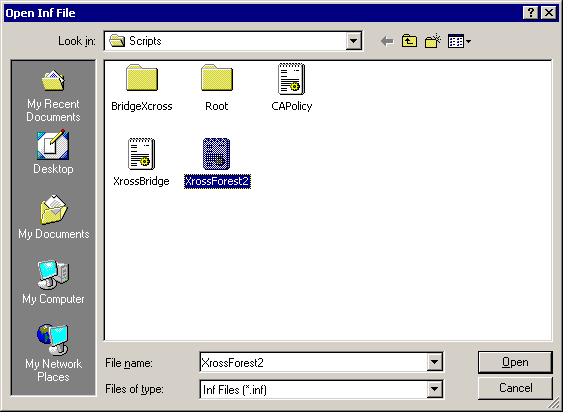 Open Inf File
Look in:
Scripts
My Recent
Documents
Desktop
My Documents
My Computer
My Network
Places
BridgeXcross
Root
CAPolicy
XrossBridge
XrossForest2
File name:
XrossForest2
Open
Files of type:
Inf Files (*.inf)
Cancel